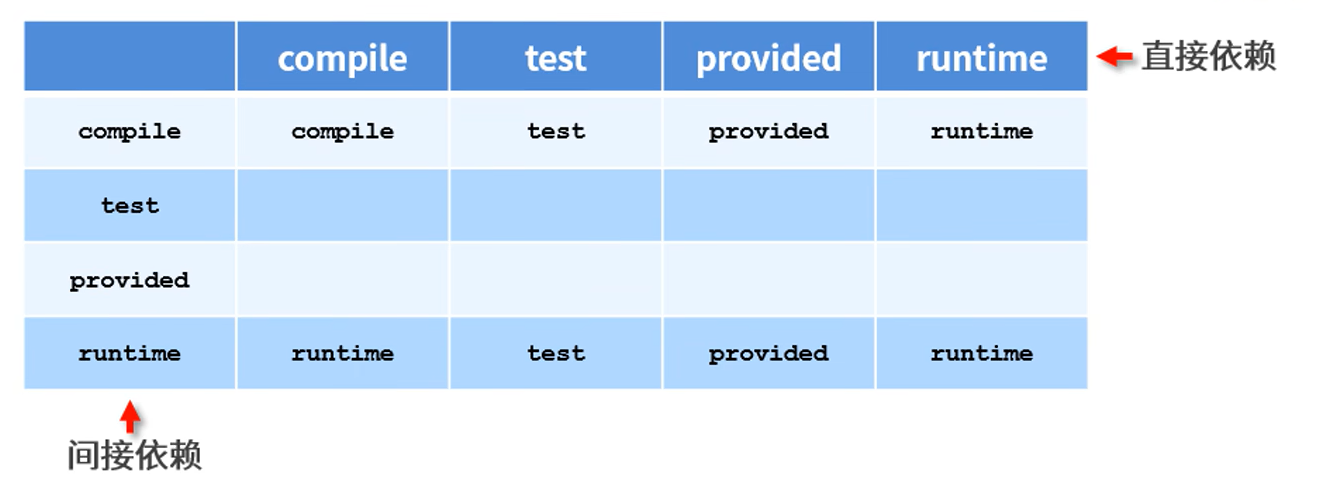 compile test provided runtime 直接依赖
compile compile test provided runtime
test
provided
runtime runtime test provided runtime
间接依赖